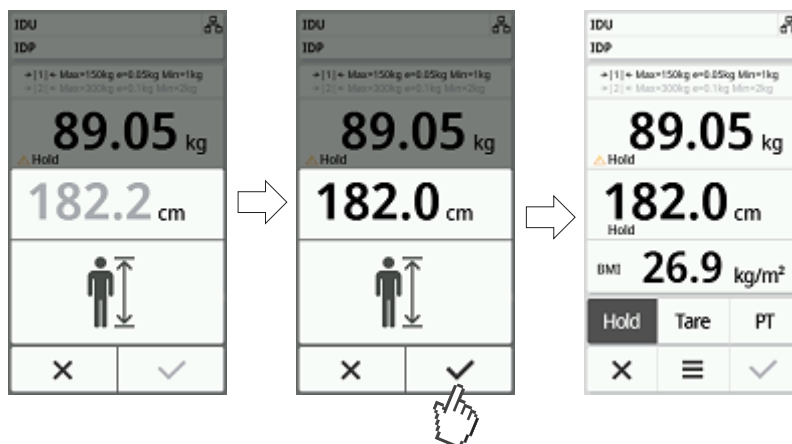 IDU
IDP
→|1|← Max=150kg e=0.05kg Min=1kg
→|2|← Max=300kg e=0.1kg Min=2kg
89.05 kg
Hold
182.2 cm
IDU
IDP
→|1|← Max=150kg e=0.05kg Min=1kg
→|2|← Max=300kg e=0.1kg Min=2kg
89.05 kg
Hold
182.0 cm
IDU
IDP
→|1|← Max=150kg e=0.05kg Min=1kg
→|2|← Max=300kg e=0.1kg Min=2kg
89.05 kg
Hold
182.0 cm
Hold
BMI 26.9 kg/m²
Hold Tare PT